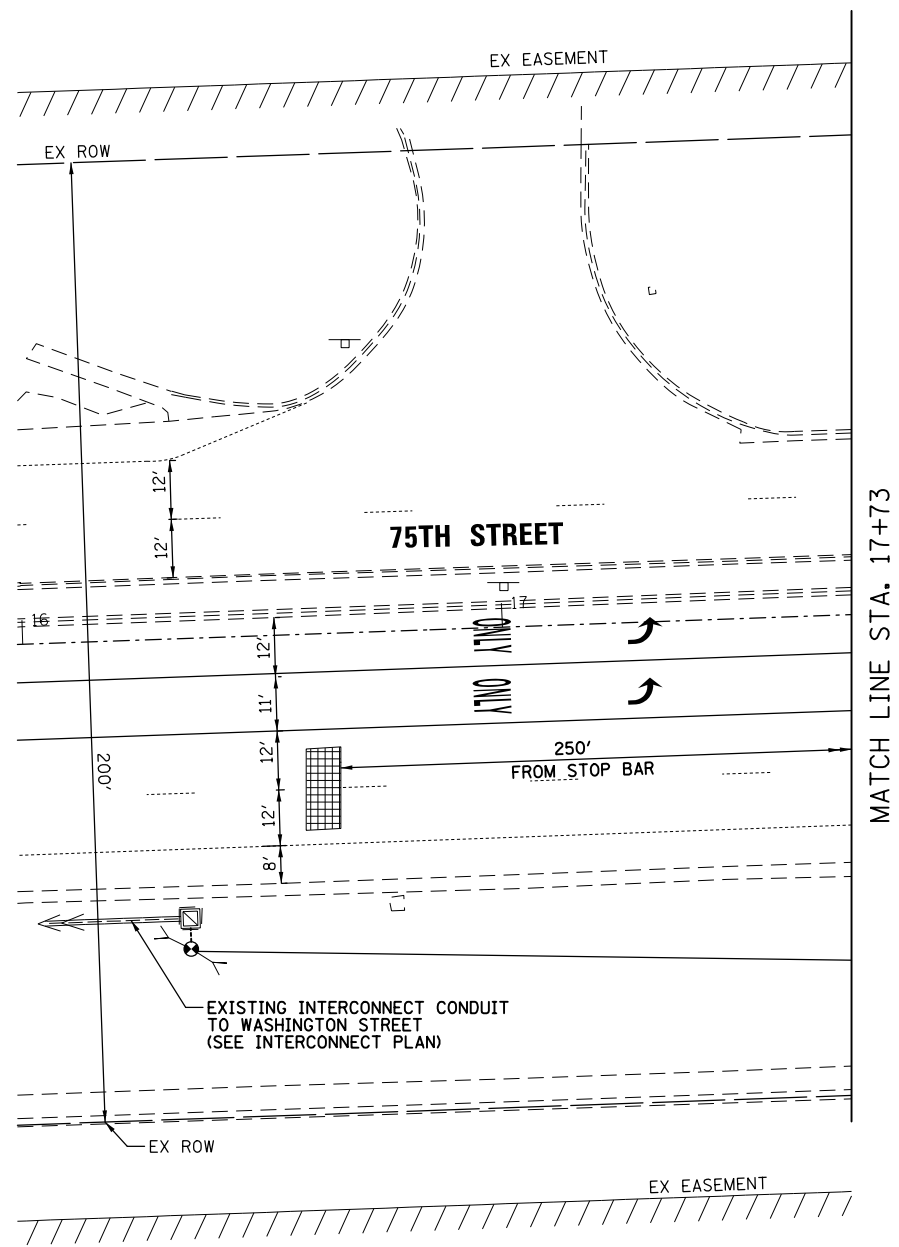 EX EASEMENT
EX ROW
12'
12'
75TH STREET
16
17
12'
ONLY
11'
ONLY
12'
250'
FROM STOP BAR
200'
12'
8'
MATCH LINE STA. 17+73
EXISTING INTERCONNECT CONDUIT
TO WASHINGTON STREET
(SEE INTERCONNECT PLAN)
EX ROW
EX EASEMENT